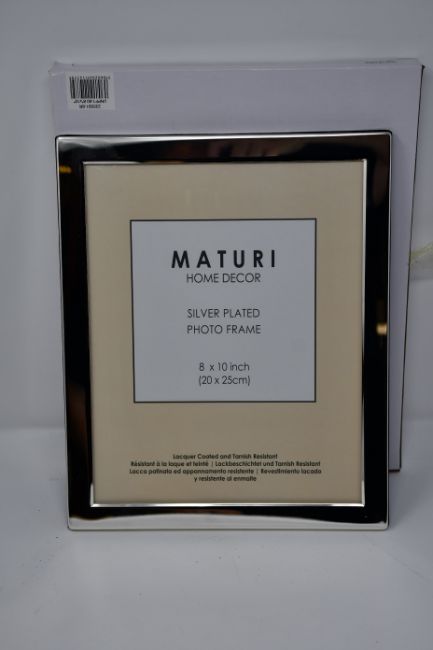 MATURI
HOME DECOR
SILVER PLATED
PHOTO FRAME
8 x 10 inch
(20 x 25cm)
Lacquer Coated and Tarnish Resistant
Résistant à la laque et teinté | Lackbeschichtet und Tarnish Resistant
Lacca patinata ed appannamento resistente | Revestimiento lacado
y resistente al enmalte